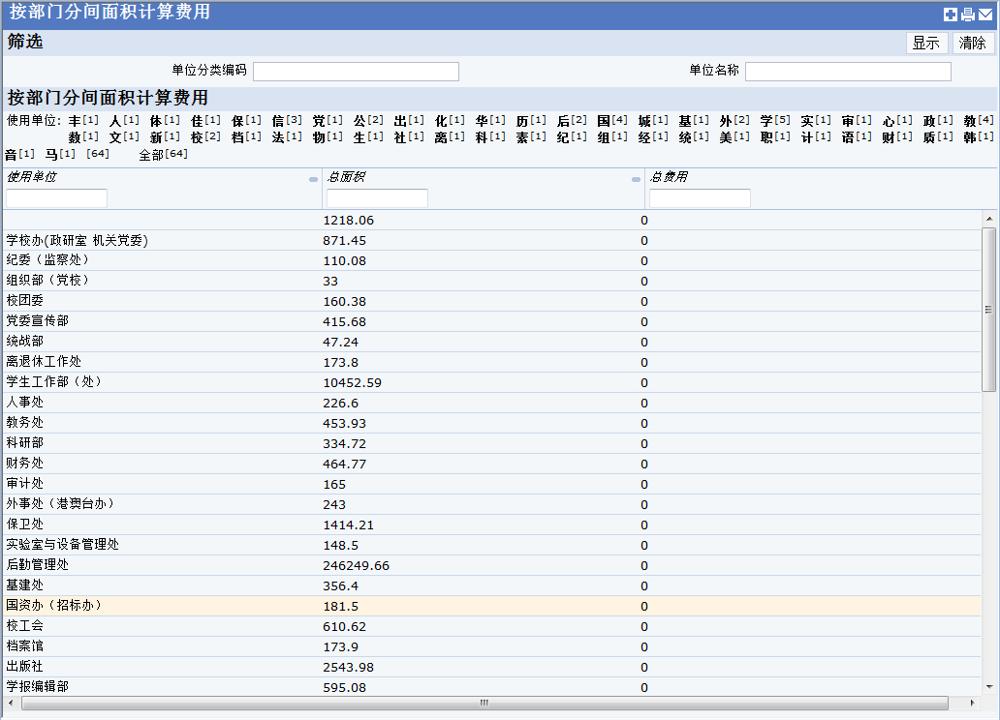 按部门分间面积计算费用
筛选 显示 清除
单位分类编码 单位名称
按部门分间面积计算费用
使用单位: 丰[1] 人[1] 体[1] 佳[1] 保[1] 信[3] 党[1] 公[2] 出[1] 化[1] 华[1] 历[1] 后[2] 国[4] 城[1] 基[1] 外[2] 学[5] 实[1] 审[1] 心[1] 政[1] 教[4]
数[1] 文[1] 新[1] 校[2] 档[1] 法[1] 物[1] 生[1] 社[1] 离[1] 科[1] 素[1] 纪[1] 组[1] 经[1] 统[1] 美[1] 职[1] 计[1] 语[1] 财[1] 质[1] 韩[1]
音[1] 马[1] [64] 全部[64]
使用单位 总面积 总费用
1218.06 0
学校办(政研室 机关党委) 871.45 0
纪委（监察处） 110.08 0
组织部（党校） 33 0
校团委 160.38 0
党委宣传部 415.68 0
统战部 47.24 0
离退休工作处 173.8 0
学生工作部（处） 10452.59 0
人事处 226.6 0
教务处 453.93 0
科研部 334.72 0
财务处 464.77 0
审计处 165 0
外事处（港澳台办） 243 0
保卫处 1414.21 0
实验室与设备管理处 148.5 0
后勤管理处 246249.66 0
基建处 356.4 0
国资办（招标办） 181.5 0
校工会 610.62 0
档案馆 173.9 0
出版社 2543.98 0
学报编辑部 595.08 0